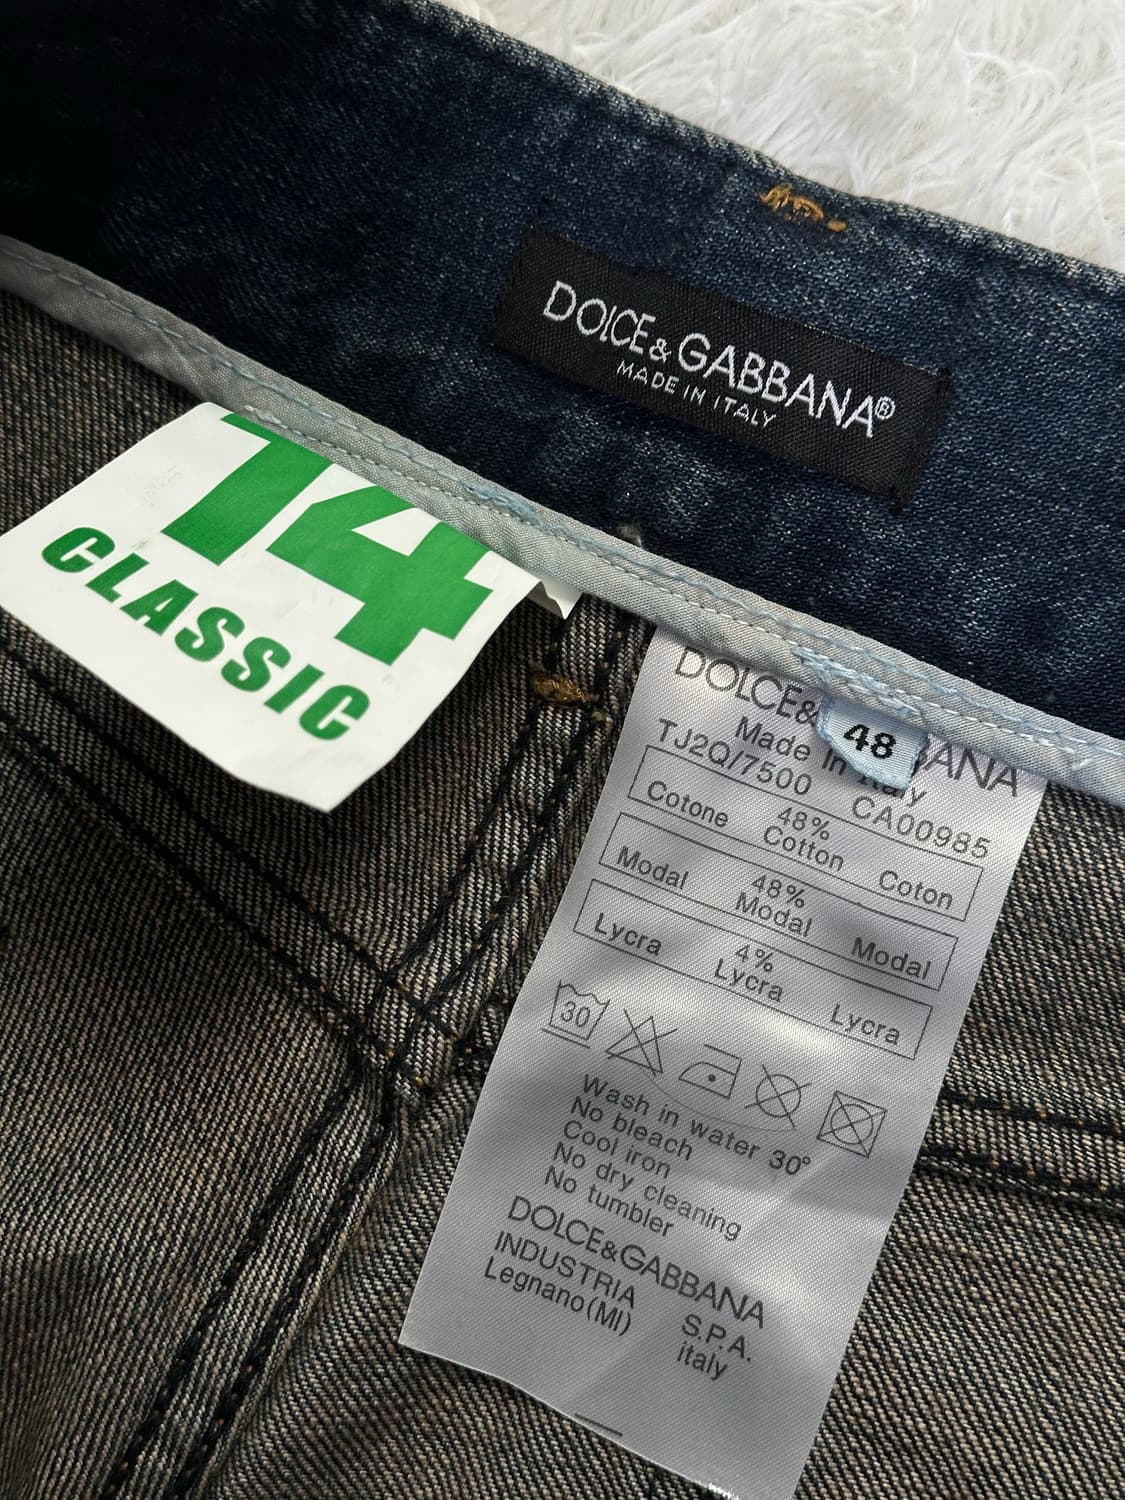 DOLCE&GABBANA®
MADE IN ITALY
14
CLASSIC
48
DOLCE& BANA
Made in Italy
TJ2Q/7500 CA00985
48%
Cotone Cotton Coton
48%
Modal Modal Modal
4%
Lycra Lycra Lycra
30
Wash in water 30°
No bleach
Cool iron
No dry cleaning
No tumbler
DOLCE&GABBANA
INDUSTRIA S.P.A.
Legnano(MI) italy